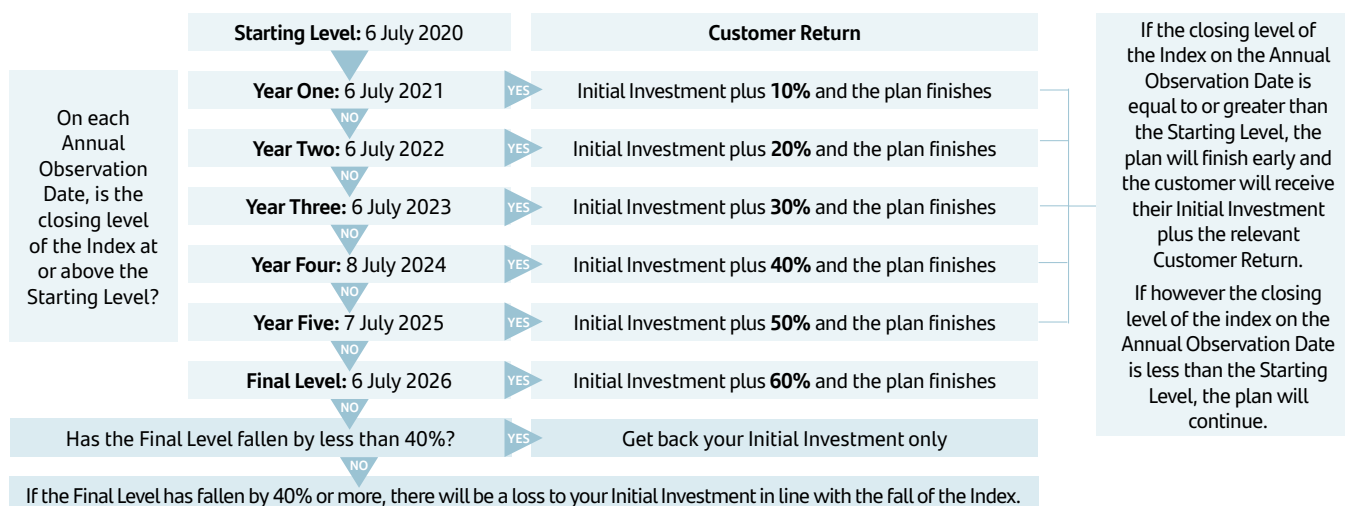 Starting Level: 6 July 2020
Customer Return
On each
Annual
Observation
Date, is the
closing level
of the Index at
or above the
Starting Level?
Year One: 6 July 2021
YES
Initial Investment plus 10% and the plan finishes
NO
Year Two: 6 July 2022
YES
Initial Investment plus 20% and the plan finishes
NO
Year Three: 6 July 2023
YES
Initial Investment plus 30% and the plan finishes
NO
Year Four: 8 July 2024
YES
Initial Investment plus 40% and the plan finishes
NO
Year Five: 7 July 2025
YES
Initial Investment plus 50% and the plan finishes
NO
Final Level: 6 July 2026
YES
Initial Investment plus 60% and the plan finishes
NO
Has the Final Level fallen by less than 40%?
YES
Get back your Initial Investment only
NO
If the Final Level has fallen by 40% or more, there will be a loss to your Initial Investment in line with the fall of the Index.
If the closing level of
the Index on the Annual
Observation Date is
equal to or greater than
the Starting Level, the
plan will finish early and
the customer will receive
their Initial Investment
plus the relevant
Customer Return.
If however the closing
level of the index on the
Annual Observation Date
is less than the Starting
Level, the plan will
continue.